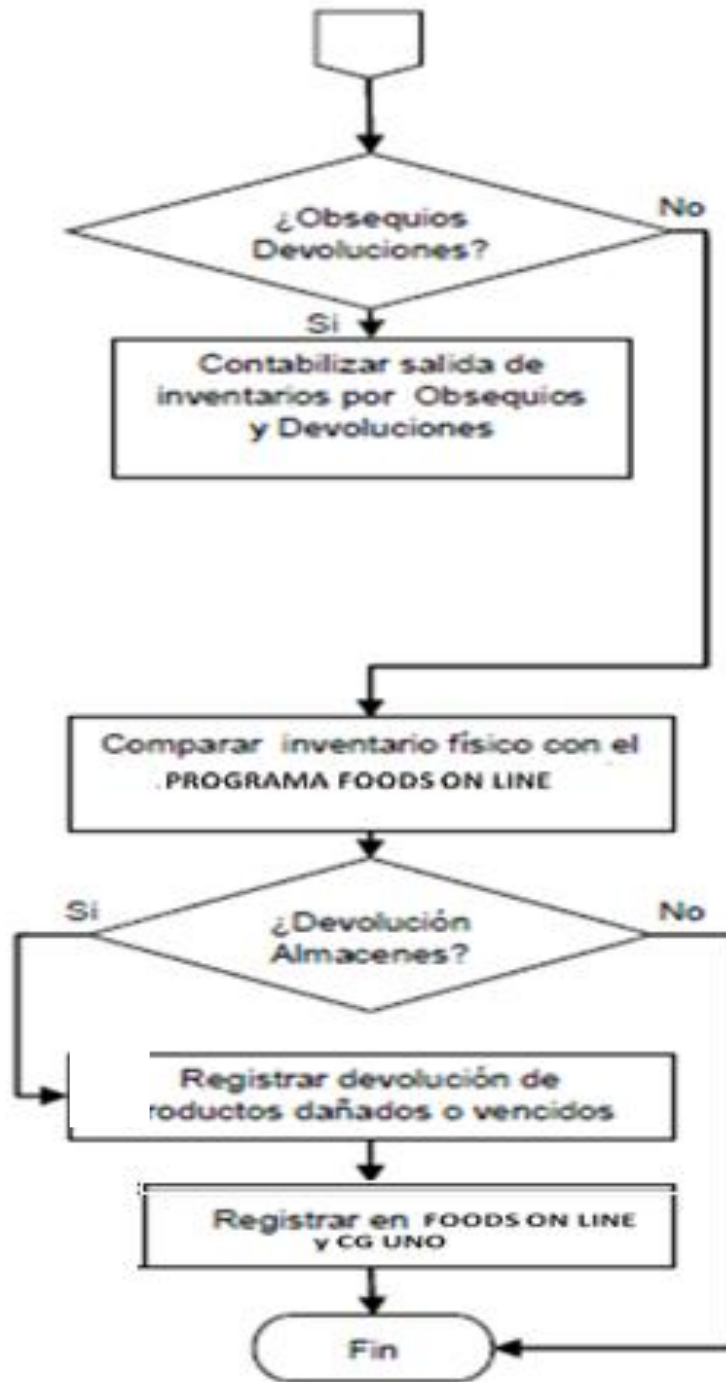 ¿Obsequios
Devoluciones?
No
Si
Contabilizar salida de
inventarios por Obsequios
y Devoluciones
Comparar inventario físico con el
. PROGRAMA FOODS ON LINE
Si
¿Devolución
Almacenes?
No
Registrar devolución de
roductos dañados o vencidos
Registrar en FOODS ON LINE
y CG UNO
Fin